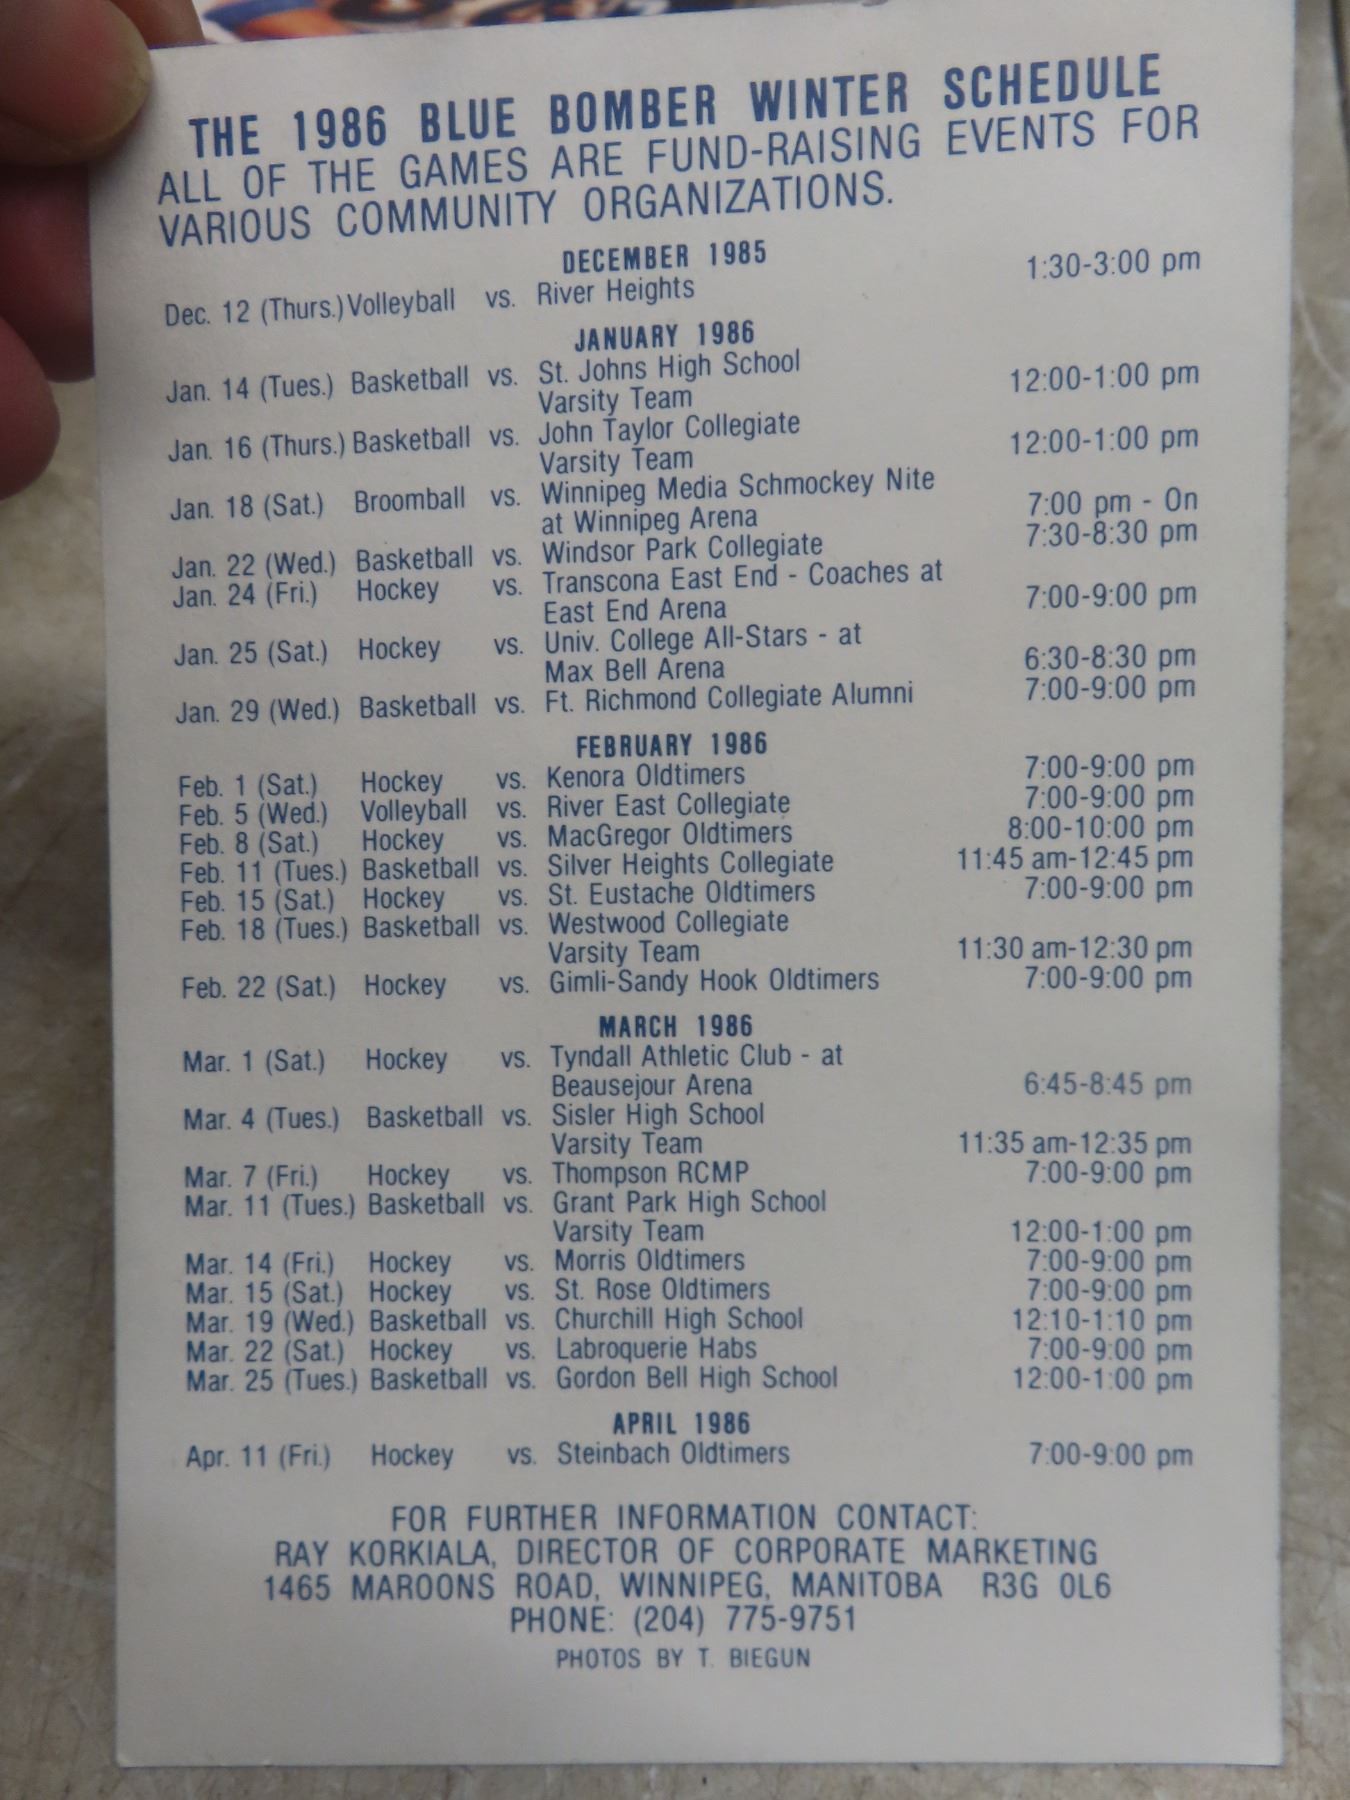 THE 1986 BLUE BOMBER WINTER SCHEDULE
ALL OF THE GAMES ARE FUND-RAISING EVENTS FOR
VARIOUS COMMUNITY ORGANIZATIONS.
DECEMBER 1985
Dec. 12 (Thurs.) Volleyball vs. River Heights 1:30-3:00 pm
JANUARY 1986
Jan. 14 (Tues.) Basketball vs. St. Johns High School
Varsity Team 12:00-1:00 pm
Jan. 16 (Thurs.) Basketball vs. John Taylor Collegiate
Varsity Team 12:00-1:00 pm
Jan. 18 (Sat.) Broomball vs. Winnipeg Media Schmockey Nite
at Winnipeg Arena 7:00 pm - On
Jan. 22 (Wed.) Basketball vs. Windsor Park Collegiate 7:30-8:30 pm
Jan. 24 (Fri.) Hockey vs. Transcona East End - Coaches at
East End Arena 7:00-9:00 pm
Jan. 25 (Sat.) Hockey vs. Univ. College All-Stars - at
Max Bell Arena 6:30-8:30 pm
Jan. 29 (Wed.) Basketball vs. Ft. Richmond Collegiate Alumni 7:00-9:00 pm
FEBRUARY 1986
Feb. 1 (Sat.) Hockey vs. Kenora Oldtimers 7:00-9:00 pm
Feb. 5 (Wed.) Volleyball vs. River East Collegiate 7:00-9:00 pm
Feb. 8 (Sat.) Hockey vs. MacGregor Oldtimers 8:00-10:00 pm
Feb. 11 (Tues.) Basketball vs. Silver Heights Collegiate 11:45 am-12:45 pm
Feb. 15 (Sat.) Hockey vs. St. Eustache Oldtimers 7:00-9:00 pm
Feb. 18 (Tues.) Basketball vs. Westwood Collegiate
Varsity Team 11:30 am-12:30 pm
Feb. 22 (Sat.) Hockey vs. Gimli-Sandy Hook Oldtimers 7:00-9:00 pm
MARCH 1986
Mar. 1 (Sat.) Hockey vs. Tyndall Athletic Club - at
Beausejour Arena 6:45-8:45 pm
Mar. 4 (Tues.) Basketball vs. Sisler High School
Varsity Team 11:35 am-12:35 pm
Mar. 7 (Fri.) Hockey vs. Thompson RCMP 7:00-9:00 pm
Mar. 11 (Tues.) Basketball vs. Grant Park High School
Varsity Team 12:00-1:00 pm
Mar. 14 (Fri.) Hockey vs. Morris Oldtimers 7:00-9:00 pm
Mar. 15 (Sat.) Hockey vs. St. Rose Oldtimers 7:00-9:00 pm
Mar. 19 (Wed.) Basketball vs. Churchill High School 12:10-1:10 pm
Mar. 22 (Sat.) Hockey vs. Labroquerie Habs 7:00-9:00 pm
Mar. 25 (Tues.) Basketball vs. Gordon Bell High School 12:00-1:00 pm
APRIL 1986
Apr. 11 (Fri.) Hockey vs. Steinbach Oldtimers 7:00-9:00 pm
FOR FURTHER INFORMATION CONTACT:
RAY KORKIALA, DIRECTOR OF CORPORATE MARKETING
1465 MAROONS ROAD, WINNIPEG, MANITOBA R3G 0L6
PHONE: (204) 775-9751
PHOTOS BY T. BIEGUN